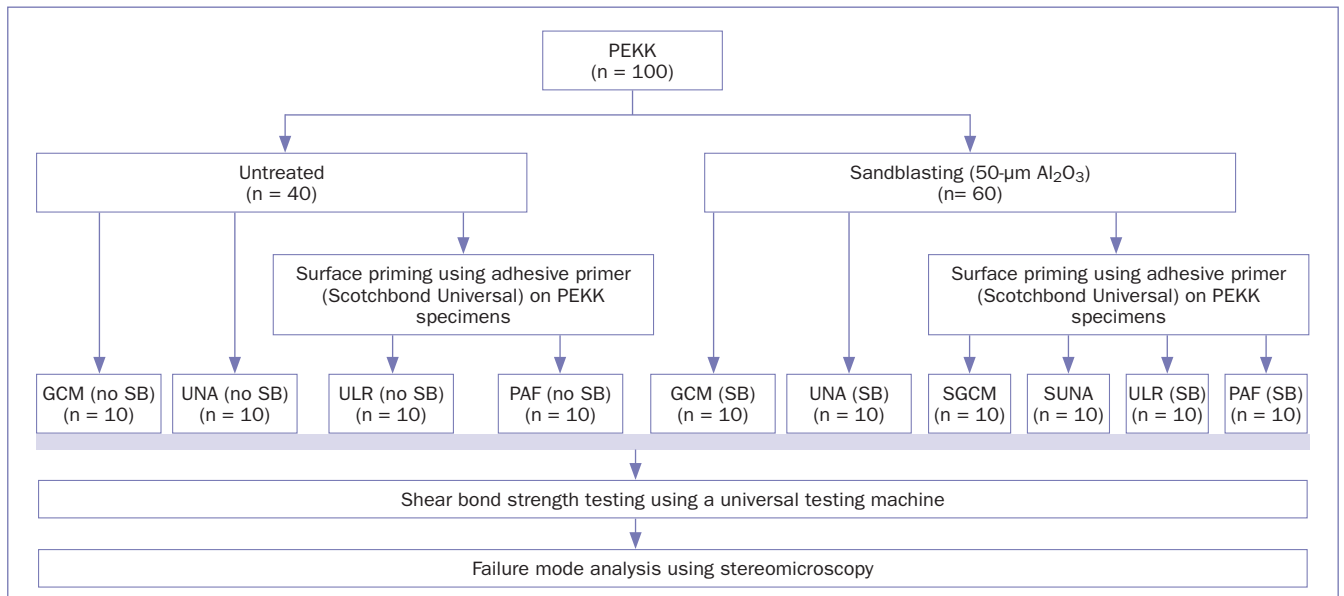 PEKK
(n = 100)
Untreated
(n = 40)
Sandblasting (50-µm Al₂O₃)
(n= 60)
Surface priming using adhesive primer
(Scotchbond Universal) on PEKK
specimens
Surface priming using adhesive primer
(Scotchbond Universal) on PEKK
specimens
GCM (no SB)
(n = 10)
UNA (no SB)
(n = 10)
ULR (no SB)
(n = 10)
PAF (no SB)
(n = 10)
GCM (SB)
(n = 10)
UNA (SB)
(n = 10)
SGCM
(n = 10)
SUNA
(n = 10)
ULR (SB)
(n = 10)
PAF (SB)
(n = 10)
Shear bond strength testing using a universal testing machine
Failure mode analysis using stereomicroscopy